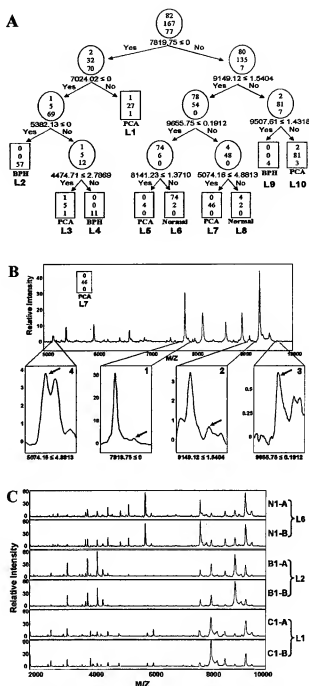 A
82
167
77
Yes No
7819.75 ≤ 0
2
32
70
80
135
7
Yes No
7024.02 ≤ 0
Yes No
9149.12 ≤ 1.5404
1
5
69
1
27
1
PCA
L1
78
54
0
2
81
7
Yes No
5382.13 ≤ 0
Yes No
9655.75 ≤ 0.1912
Yes No
9507.61 ≤ 1.4318
0
0
57
BPH
L2
1
5
12
74
6
0
4
48
0
0
0
4
BPH
L9
2
81
3
PCA
L10
Yes No
4474.71 ≤ 2.7869
Yes No
8141.23 ≤ 1.3710
Yes No
5074.16 ≤ 4.8813
1
5
1
PCA
L3
0
0
11
BPH
L4
0
4
0
PCA
L5
74
2
0
Normal
L6
0
46
0
PCA
L7
4
2
0
Normal
L8
B
0
46
0
PCA
L7
Relative Intensity
40
20
0
5000 6000 7000 8000 9000 10000
M/Z
4
5074.16 ≤ 4.8813
1
7819.75 ≤ 0
2
9149.12 ≤ 1.5404
3
9655.75 ≤ 0.1912
C
Relative Intensity
N1-A
N1-B
L6
B1-A
B1-B
L2
C1-A
C1-B
L1
2000 4000 6000 8000 10000
M/Z